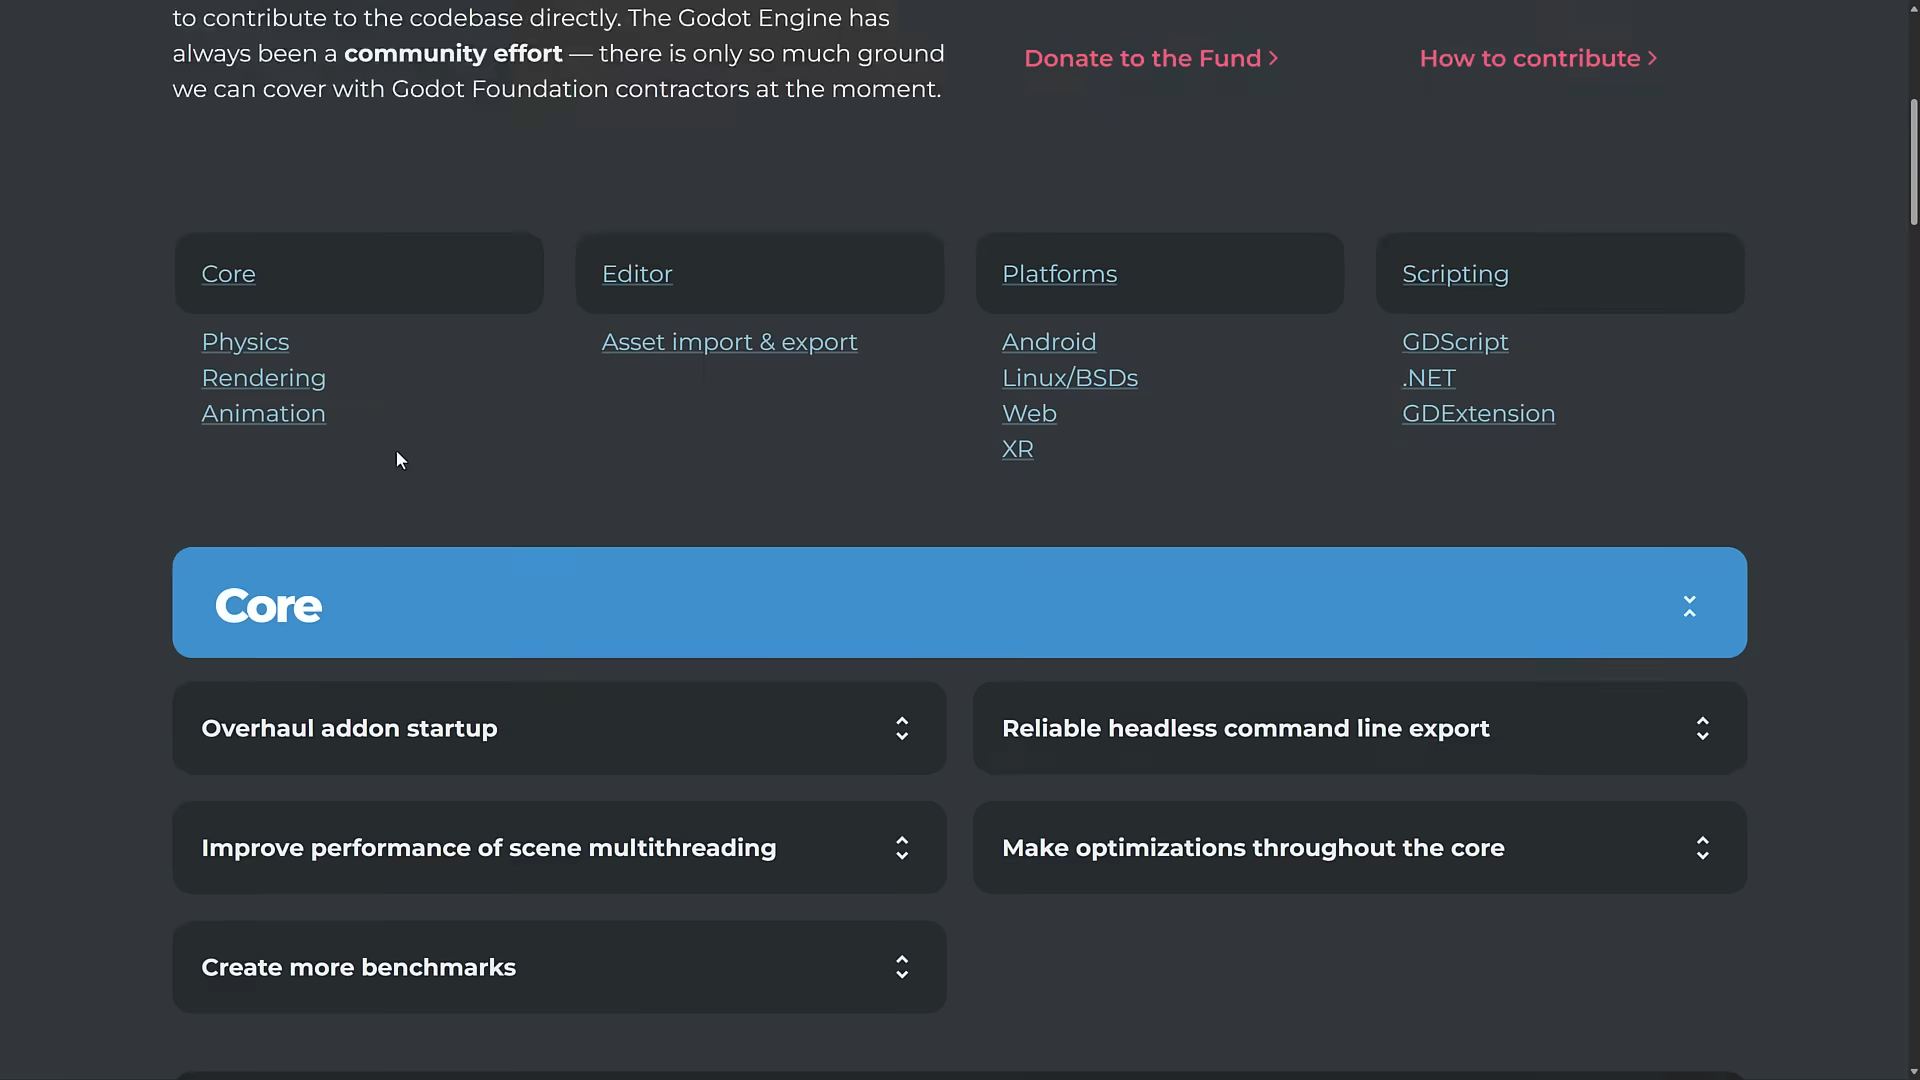 to contribute to the codebase directly. The Godot Engine has
always been a community effort — there is only so much ground
we can cover with Godot Foundation contractors at the moment.
Donate to the Fund
How to contribute
Core
Physics
Rendering
Animation
Editor
Asset import & export
Platforms
Android
Linux/BSDs
Web
XR
Scripting
GDScript
.NET
GDExtension
Core
Overhaul addon startup
Reliable headless command line export
Improve performance of scene multithreading
Make optimizations throughout the core
Create more benchmarks